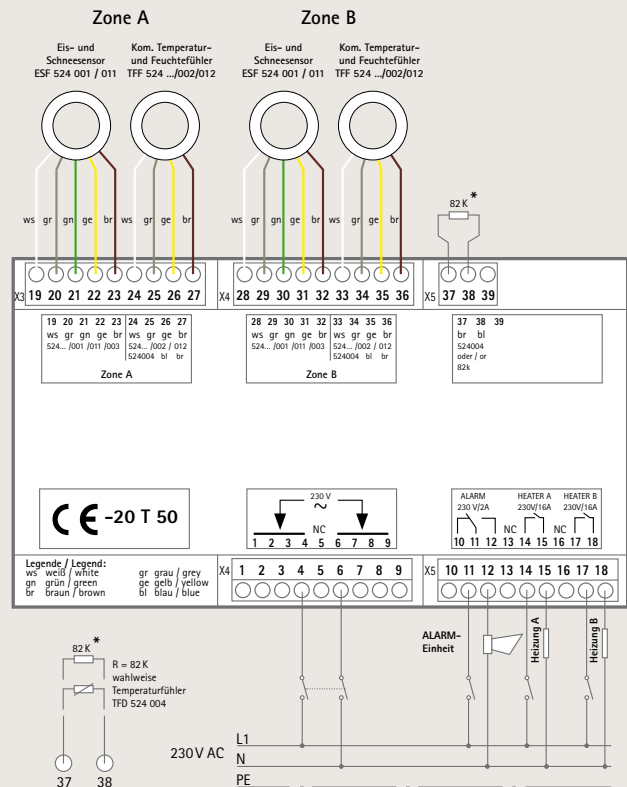 Zone A
Zone B
Eis- und
Schneesensor
ESF 524 001 / 011
Kom. Temperatur-
und Feuchtefühler
TFF 524 .../002/012
Eis- und
Schneesensor
ESF 524 001 / 011
Kom. Temperatur-
und Feuchtefühler
TFF 524 .../002/012
ws gr gn ge br ws gr ge br
ws gr gn ge br ws gr ge br
82 K *
X3 19 20 21 22 23 24 25 26 27
X4 28 29 30 31 32 33 34 35 36
X5 37 38 39
19 20 21 22 23 24 25 26 27
ws gr gn ge br ws gr ge br
524... /001 /011 /003 524... /002 / 012
524004 bl br
Zone A
28 29 30 31 32 33 34 35 36
ws gr gn ge br ws gr ge br
524... /001 /011 /003 524... /002 / 012
524004 bl br
Zone B
37 38 39
br bl
524004
oder / or
82k
CE -20 T 50
230 V
~
NC
1 2 3 4 5 6 7 8 9
ALARM HEATER A HEATER B
230 V/2A 230V/16A 230V/16A
NC NC
10 11 12 13 14 15 16 17 18
Legende / Legend:
ws weiß / white gr grau / grey
gn grün / green ge gelb / yellow
br braun / brown bl blau / blue
X4 1 2 3 4 5 6 7 8 9
X5 10 11 12 13 14 15 16 17 18
82 K *
R = 82 K
wahlweise
Temperaturfühler
TFD 524 004
37 38
ALARM-
Einheit
Heizung A
Heizung B
230 V AC
L1
N
PE